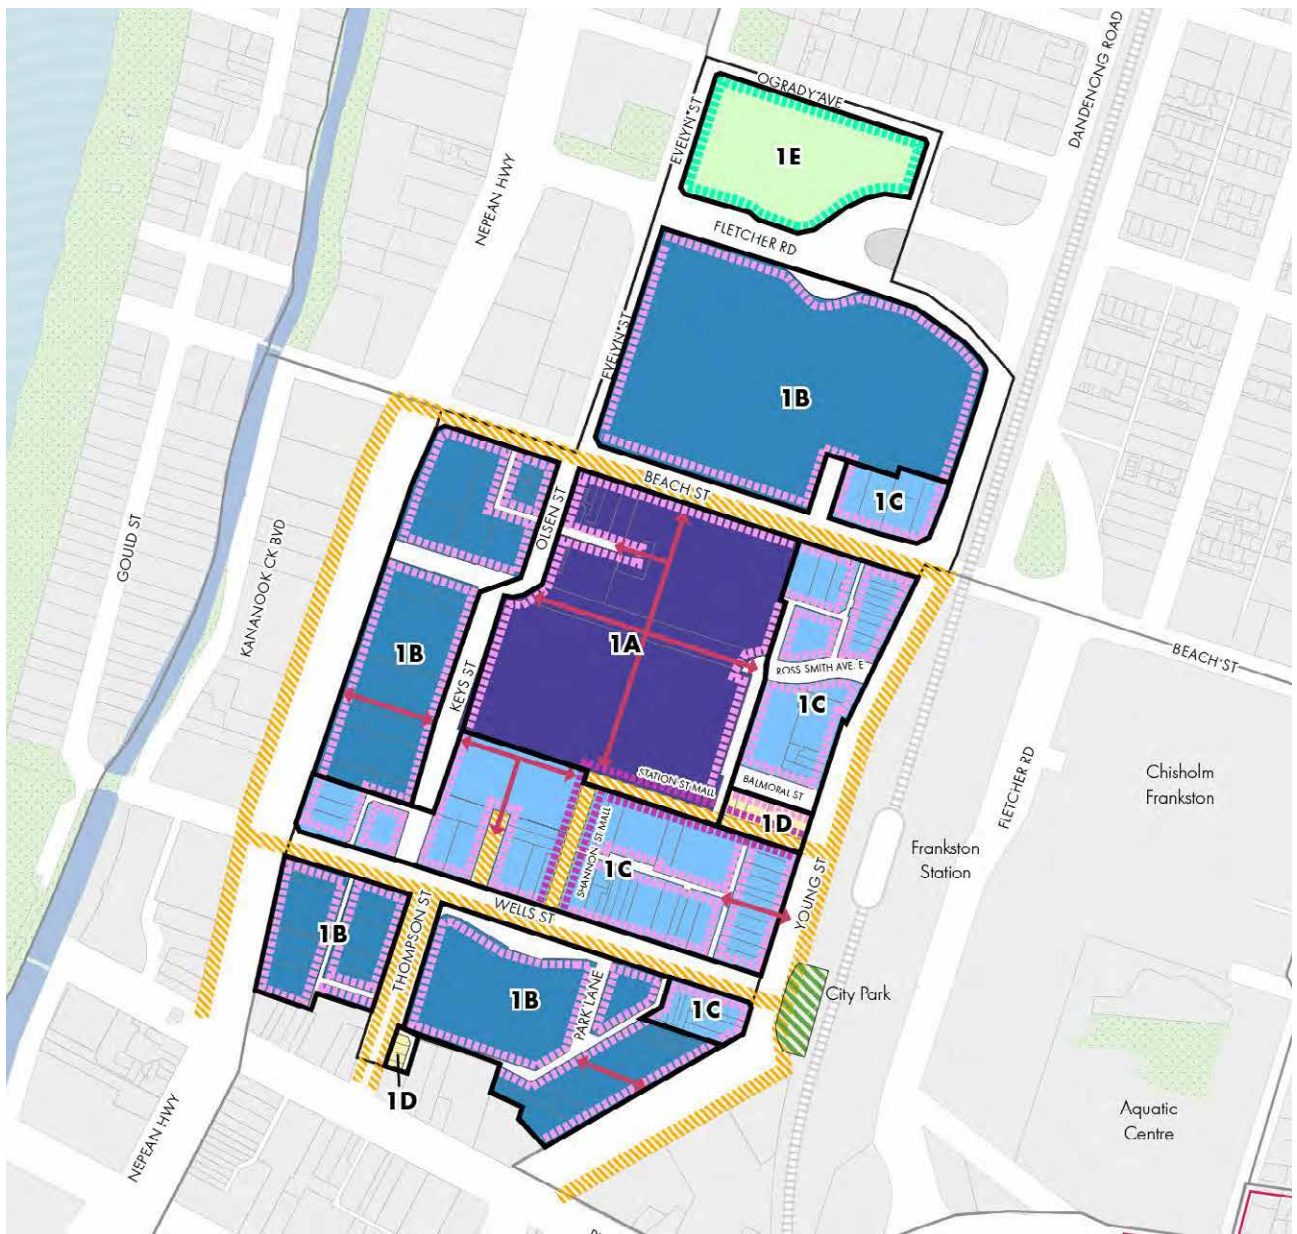 OGRADY AVE
EVELYN ST
1E
DANDENONG ROAD
NEPEAN HWY
FLETCHER RD
EVELYN ST
1B
BEACH ST
1C
OLSEN ST
GOULD ST
KANANOOK CK BVD
1B
1A
KEYS ST
ROSS SMITH AVE. E
BEACH ST
1C
STATION ST MALL
BALMORAL ST
FLETCHER RD
Chisholm
Frankston
1D
SHANNON ST MALL
1C
Frankston
Station
YOUNG ST
WELLS ST
THOMPSON ST
1B
1B
PARK LANE
1C
City Park
1D
NEPEAN HWY
Aquatic
Centre